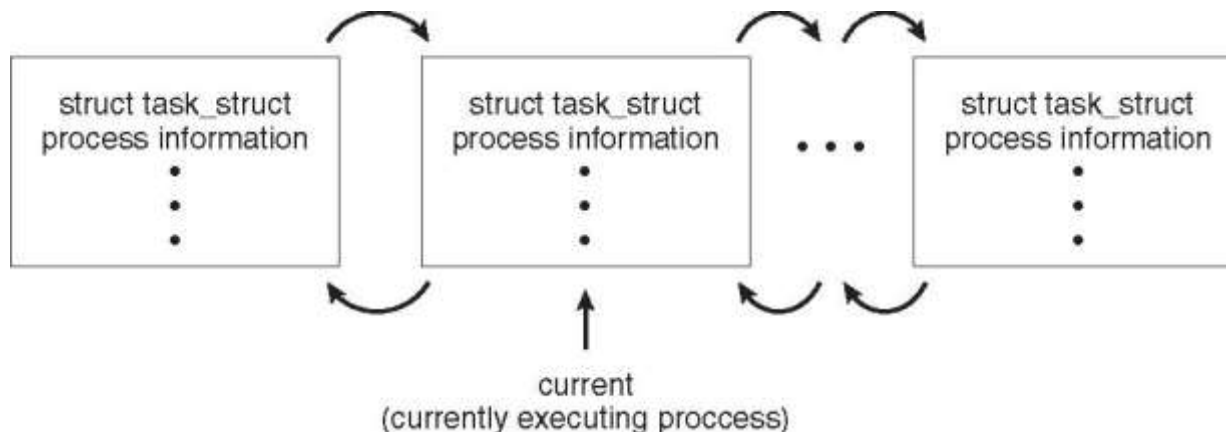 struct task_struct
process information
struct task_struct
process information
struct task_struct
process information
current
(currently executing proccess)